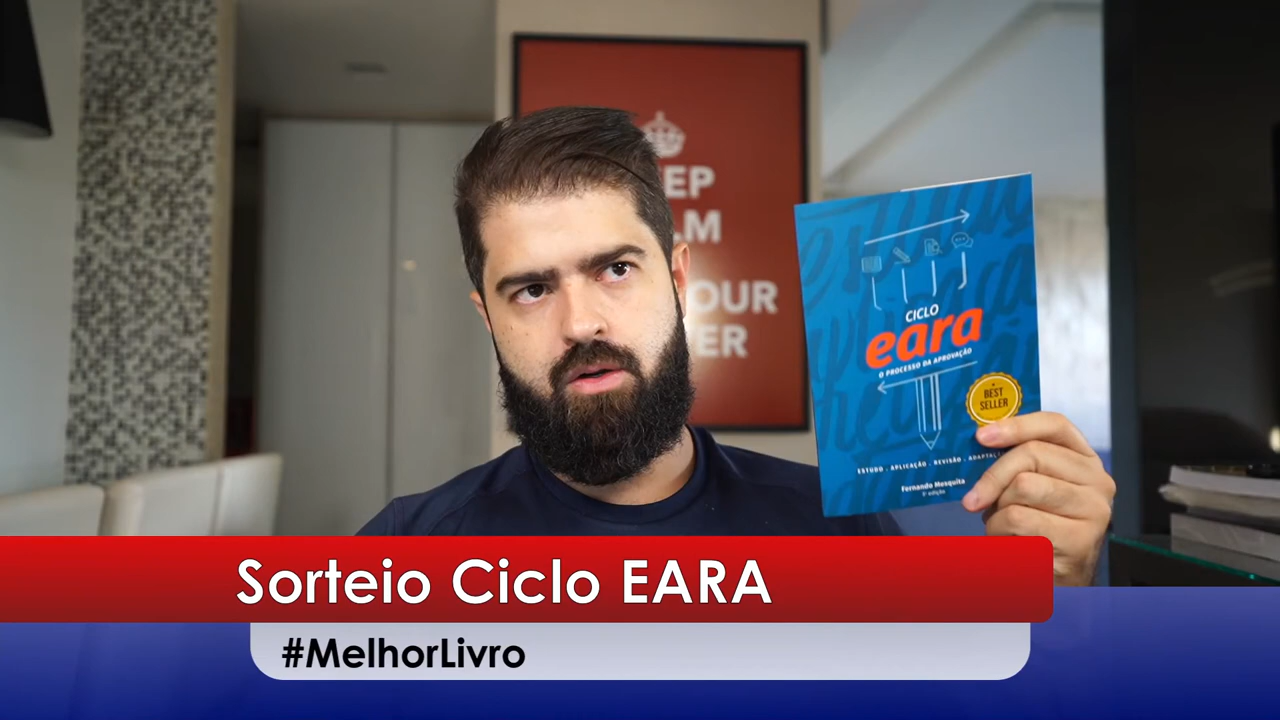 EP
LM
OUR
ER
CICLO
eara
O PROCESSO DA APROVAÇÃO
BEST
SELLER
ESTUDO . APLICAÇÃO . REVISÃO .
Fernando Mesquita
Sorteio Ciclo EARA
#MelhorLivro